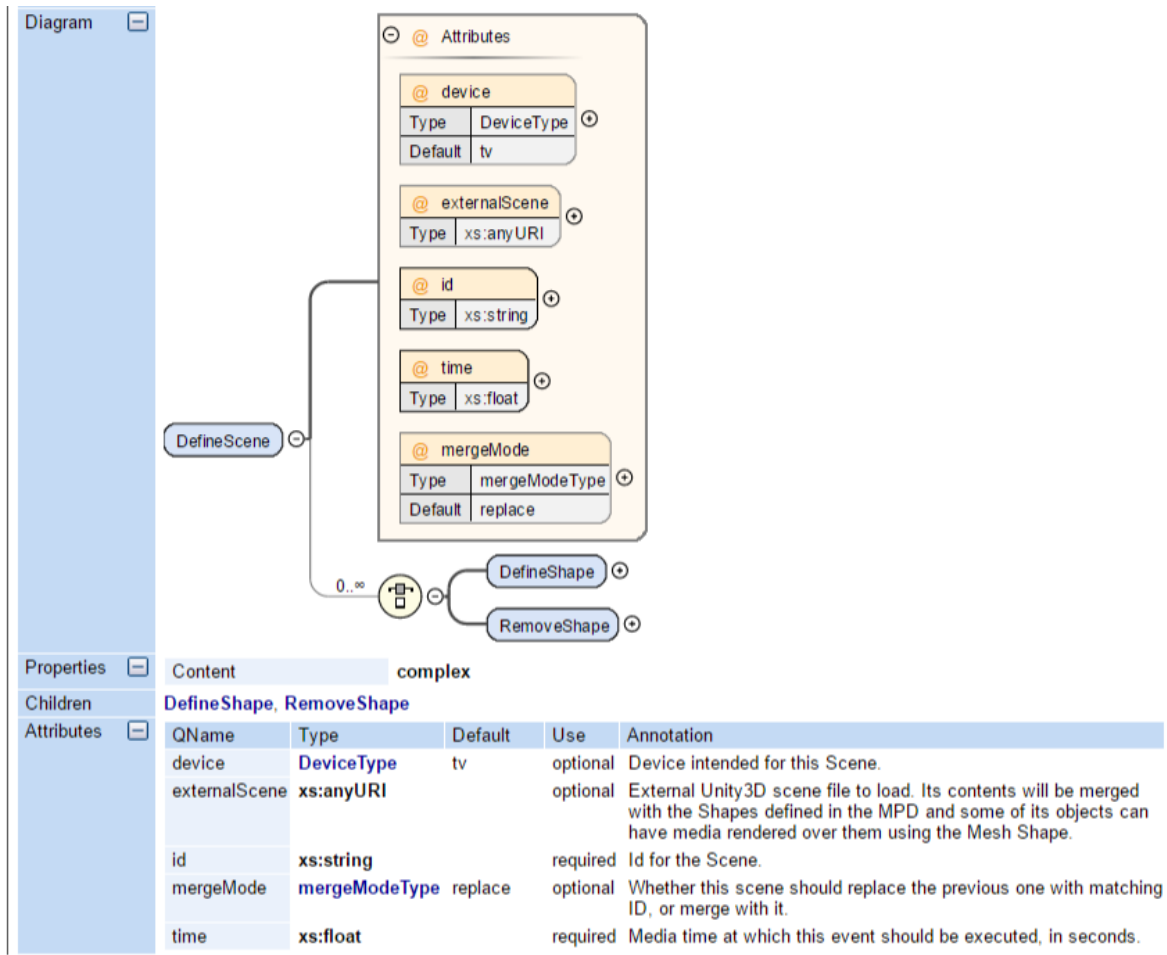 Diagram
@ Attributes
@ device
Type DeviceType
Default tv
@ externalScene
Type xs:anyURI
@ id
Type xs:string
@ time
Type xs:float
DefineScene
@ mergeMode
Type mergeModeType
Default replace
DefineShape
0..∞
RemoveShape
Properties Content complex
Children DefineShape, RemoveShape
Attributes QName Type Default Use Annotation
device DeviceType tv optional Device intended for this Scene.
externalScene xs:anyURI optional External Unity3D scene file to load. Its contents will be merged
with the Shapes defined in the MPD and some of its objects can
have media rendered over them using the Mesh Shape.
id xs:string required Id for the Scene.
mergeMode mergeModeType replace optional Whether this scene should replace the previous one with matching
ID, or merge with it.
time xs:float required Media time at which this event should be executed, in seconds.